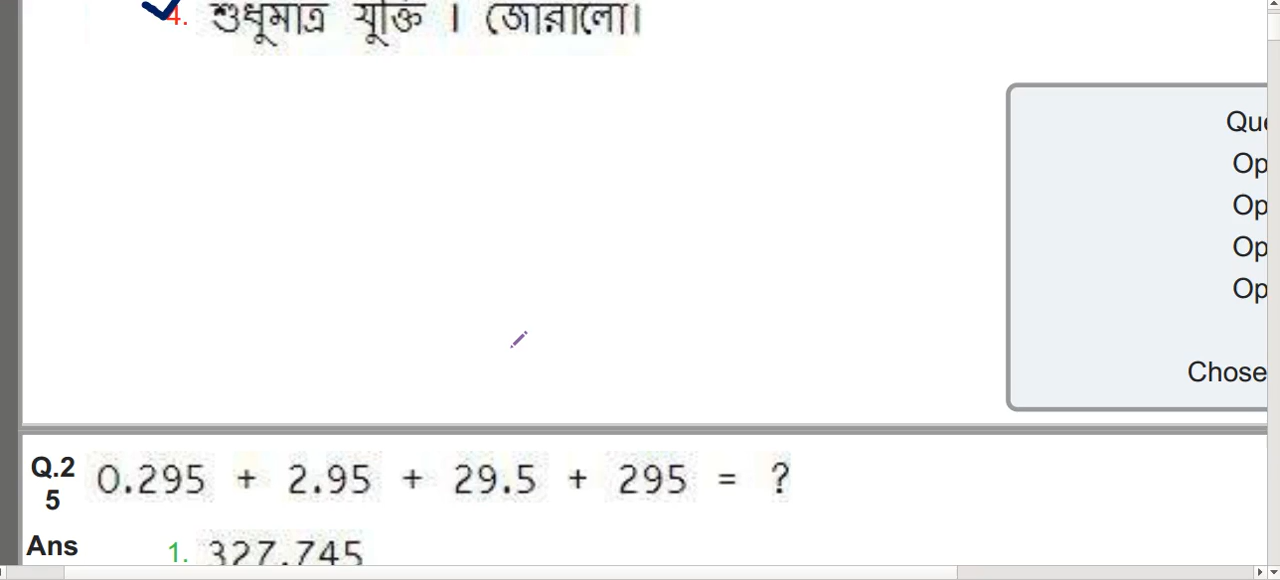 4. শুধুমাত্র যুক্তি । জোরালো।
Que
Op
Op
Op
Op
Chose
Q.2
5
0.295 + 2.95 + 29.5 + 295 = ?
Ans
1. 327.745